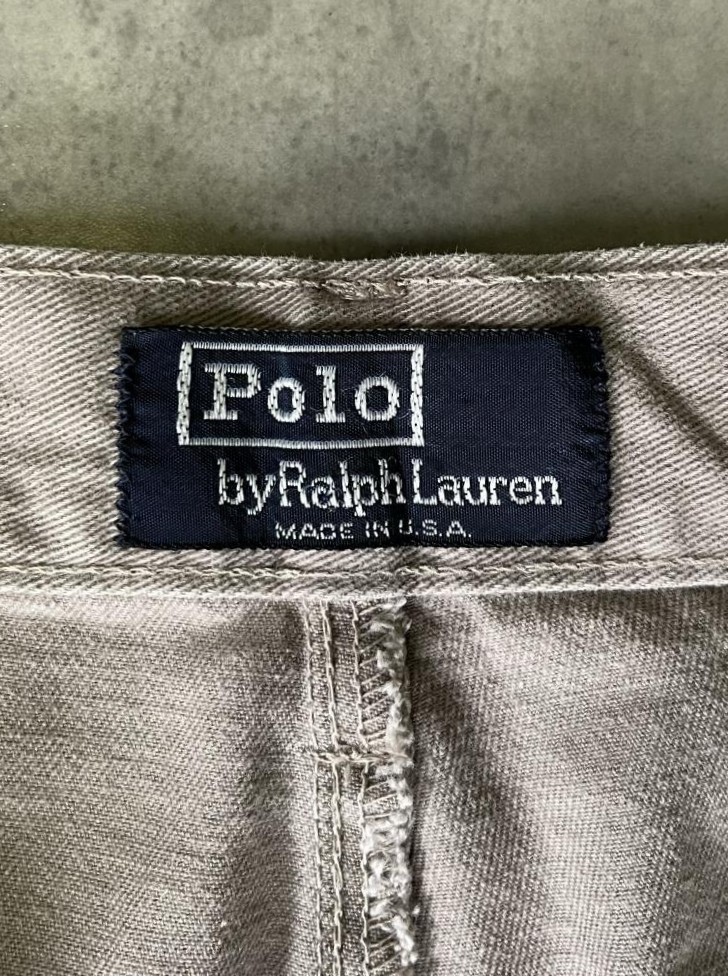 Polo
by Ralph Lauren
MADE IN U.S.A.